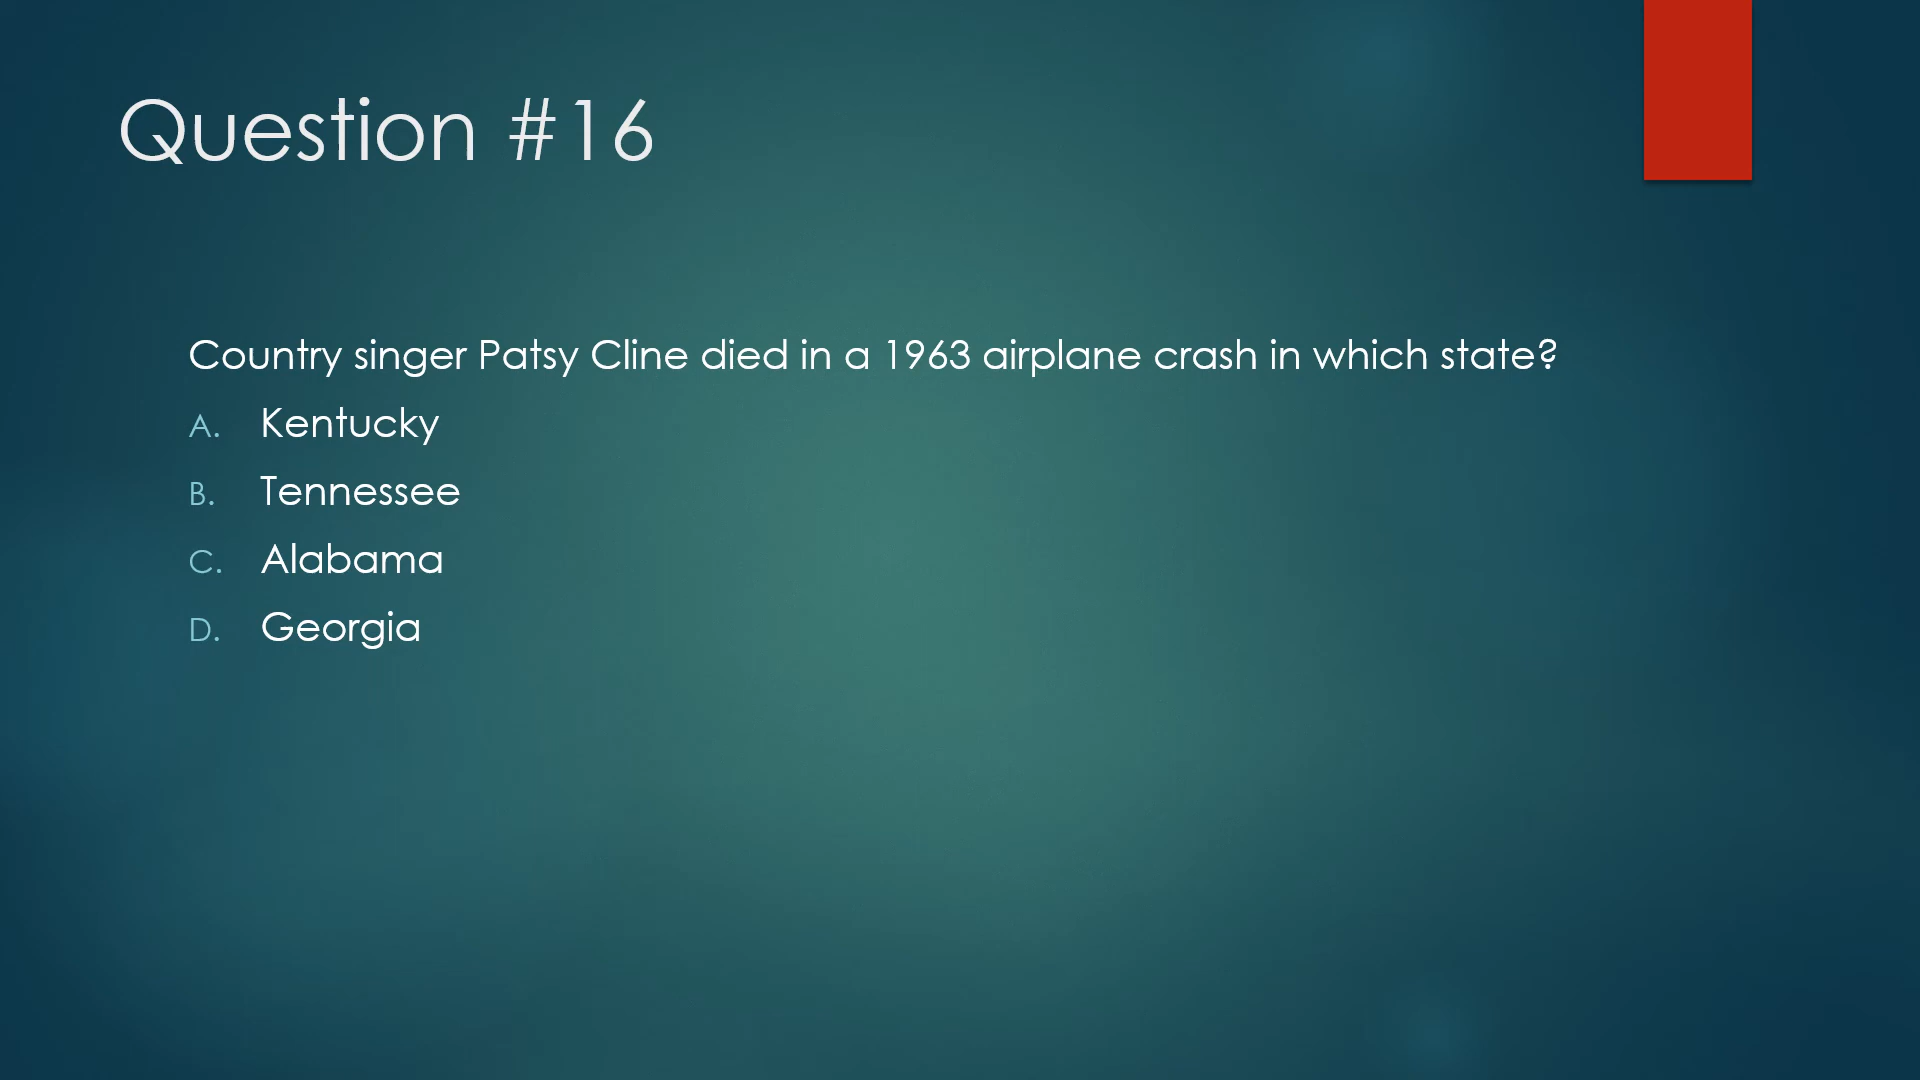 Question #16
Country singer Patsy Cline died in a 1963 airplane crash in which state?
A. Kentucky
B. Tennessee
C. Alabama
D. Georgia